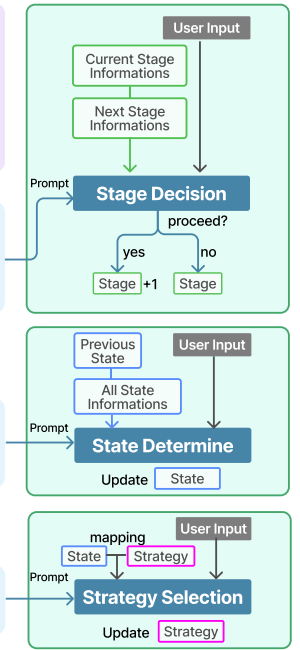 User Input
Current Stage
Informations
Next Stage
Informations
Prompt
Stage Decision
proceed?
yes
no
Stage +1
Stage
Previous
State
User Input
All State
Informations
Prompt
State Determine
Update State
User Input
mapping
State Strategy
Prompt
Strategy Selection
Update Strategy